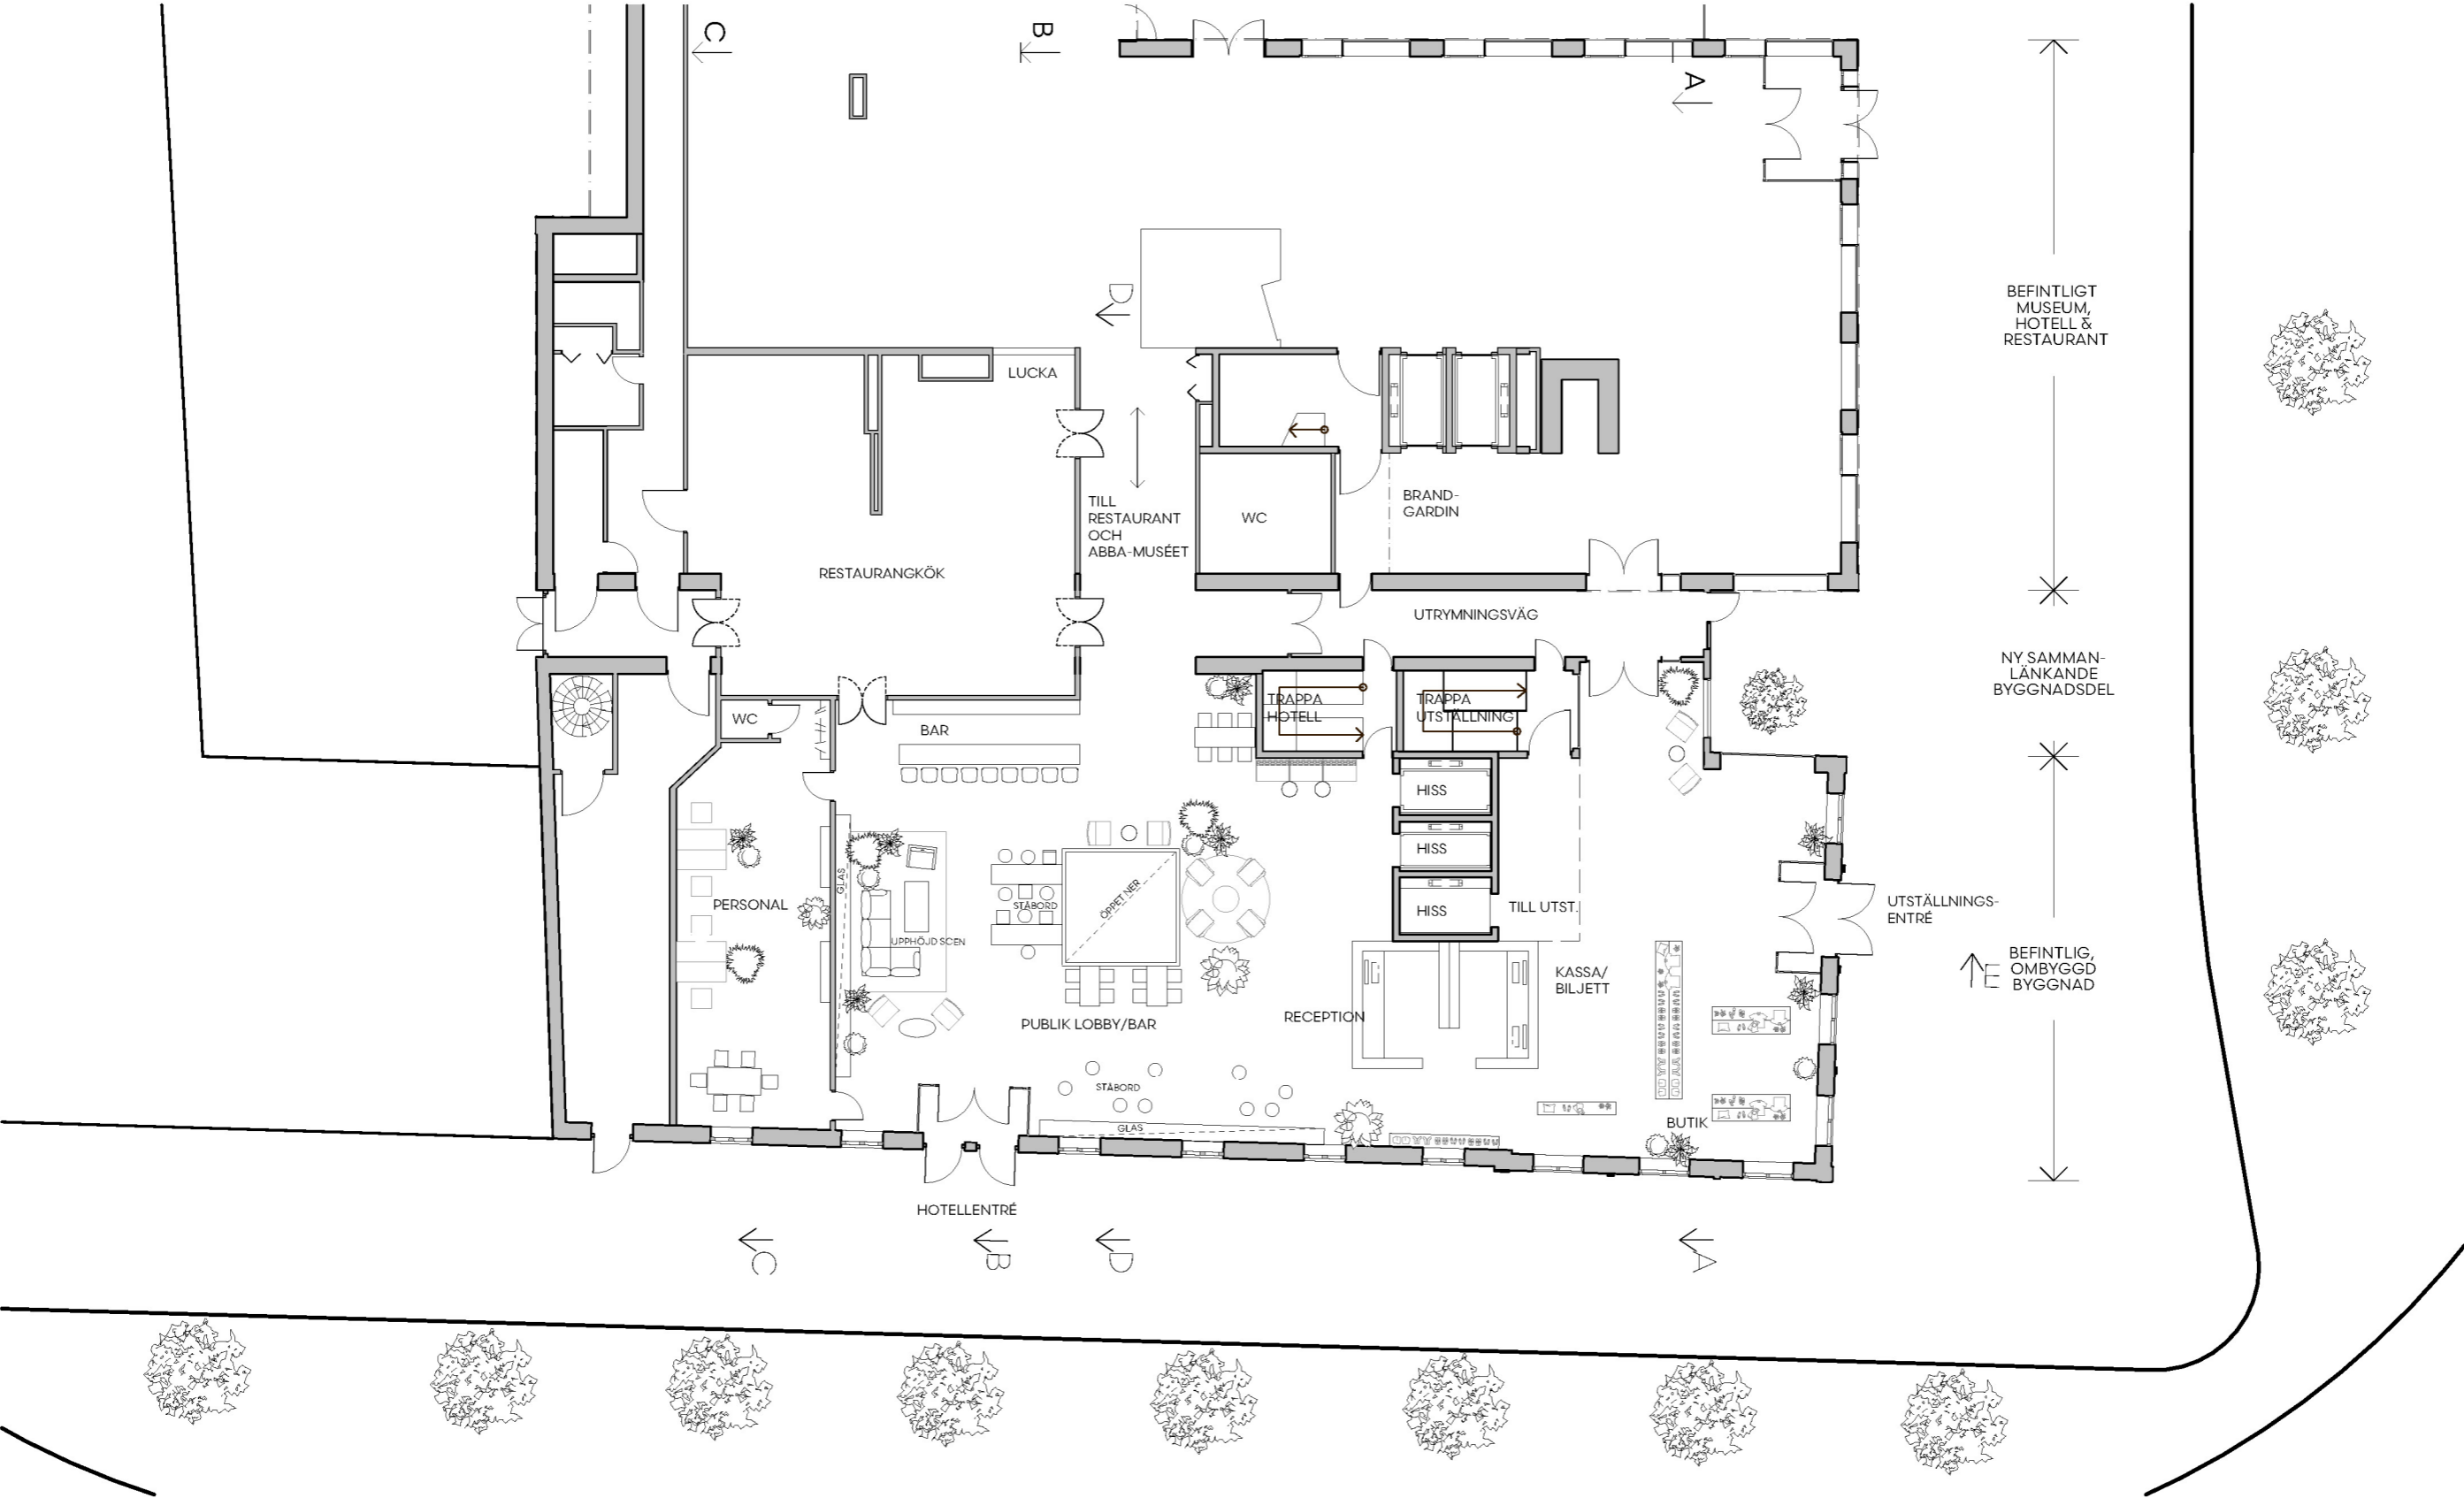 C
B
A
BEFINTLIGT
MUSEUM,
HOTELL &
RESTAURANT
D
LUCKA
TILL
RESTAURANT
OCH
ABBA-MUSÉET
WC
BRAND-
GARDIN
RESTAURANGKÖK
UTRYMNINGSVÄG
NY SAMMAN-
LÄNKANDE
BYGGNADSDEL
TRAPPA
HOTELL
TRAPPA
UTSTÄLLNING
WC
BAR
HISS
HISS
HISS
GLAS
PERSONAL
STÅBORD
ÖPPET NER
UPPHÖJD SCEN
TILL UTST.
UTSTÄLLNINGS-
ENTRÉ
E
BEFINTLIG,
OMBYGGD
BYGGNAD
KASSA/
BILJETT
RECEPTION
PUBLIK LOBBY/BAR
STÅBORD
GLAS
BUTIK
HOTELLENTRÉ
C
B
D
A